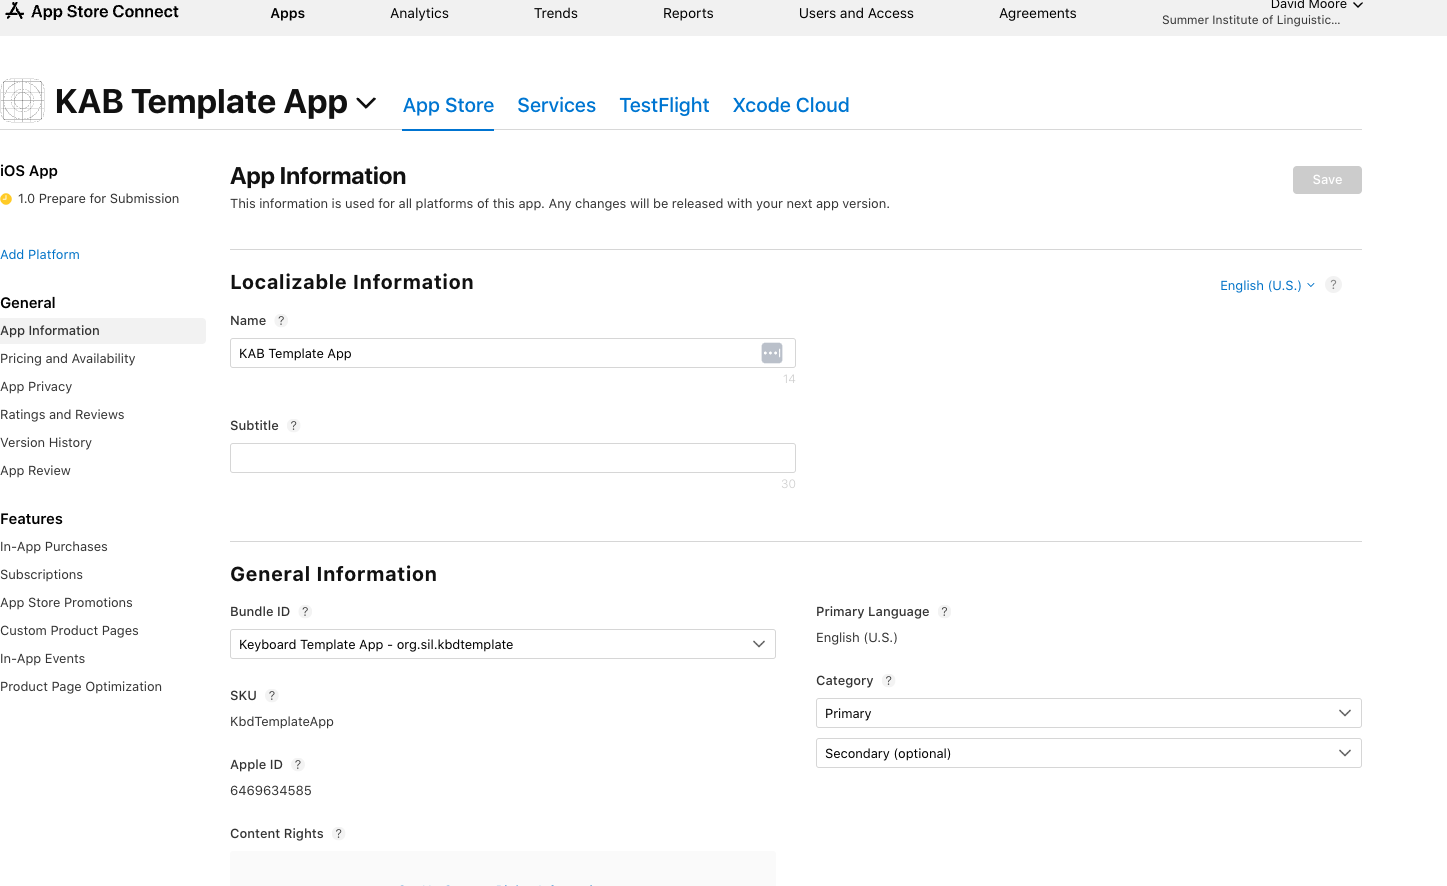 App Store Connect
Apps
Analytics
Trends
Reports
Users and Access
Agreements
David Moore
Summer Institute of Linguistic...
KAB Template App
App Store
Services
TestFlight
Xcode Cloud
iOS App
1.0 Prepare for Submission
Add Platform
General
App Information
Pricing and Availability
App Privacy
Ratings and Reviews
Version History
App Review
Features
In-App Purchases
Subscriptions
App Store Promotions
Custom Product Pages
In-App Events
Product Page Optimization
App Information
Save
This information is used for all platforms of this app. Any changes will be released with your next app version.
Localizable Information
English (U.S.) ?
Name ?
KAB Template App
14
Subtitle ?
30
General Information
Bundle ID ?
Keyboard Template App - org.sil.kbdtemplate
SKU ?
KbdTemplateApp
Apple ID ?
6469634585
Content Rights ?
Primary Language ?
English (U.S.)
Category ?
Primary
Secondary (optional)